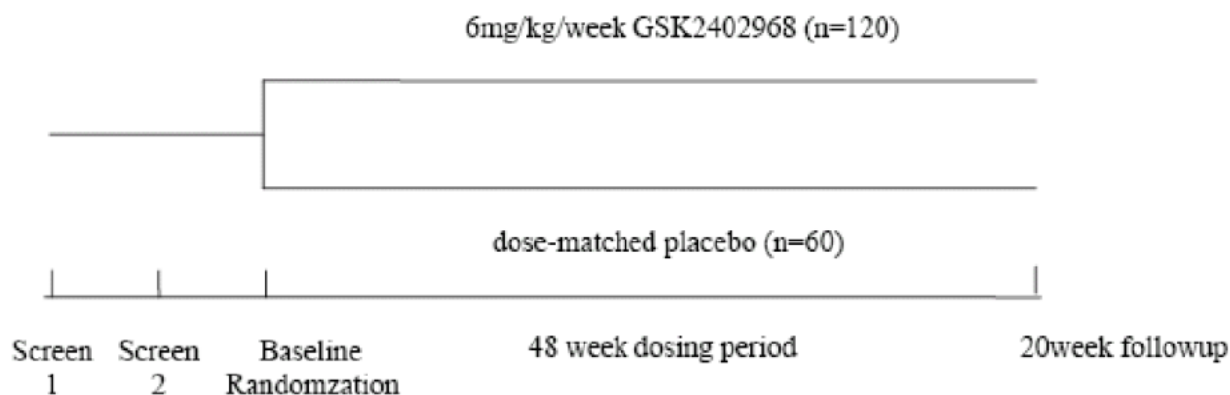 6mg/kg/week GSK2402968 (n=120)
dose-matched placebo (n=60)
Screen 1
Screen 2
Baseline
Randomzation
48 week dosing period
20week followup